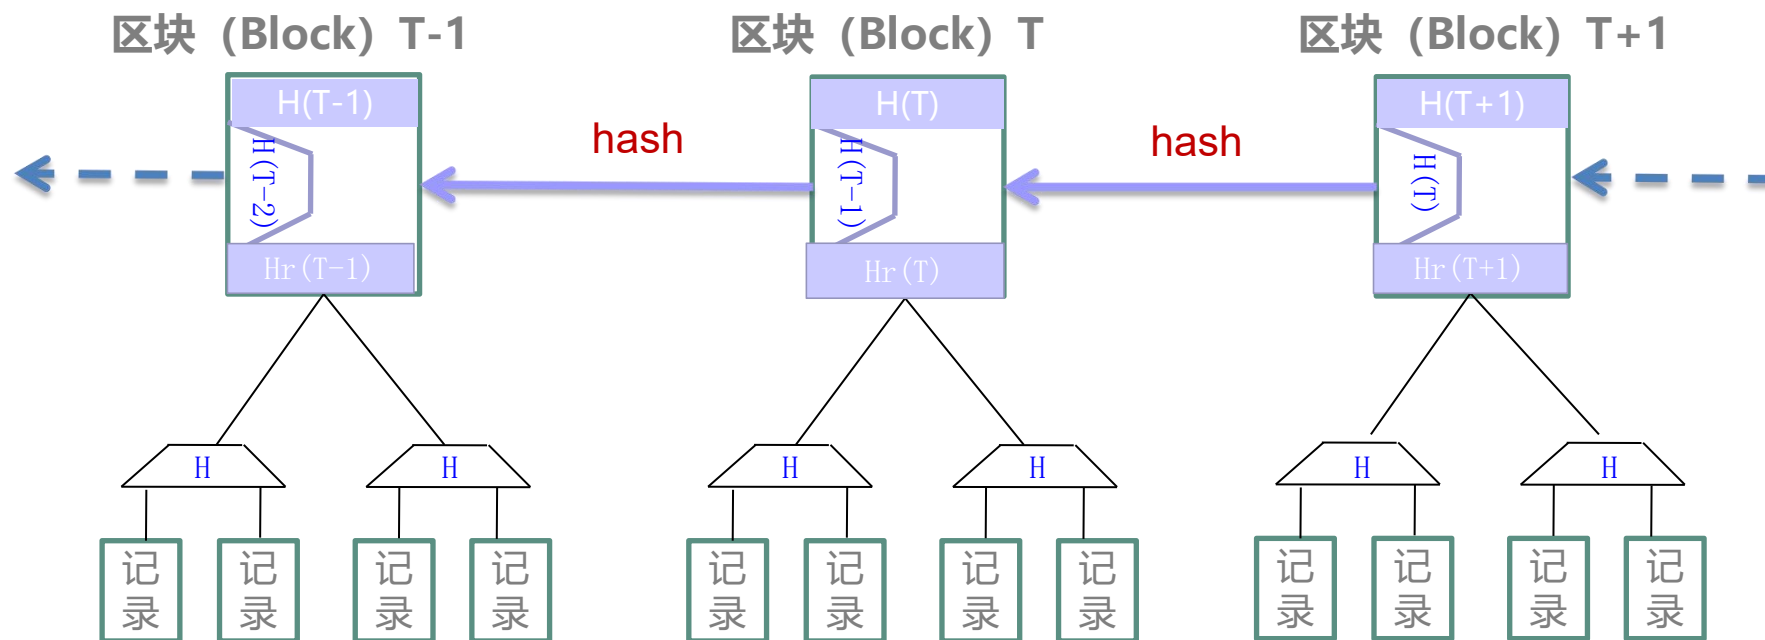 区块（Block）T-1
区块（Block）T
区块（Block）T+1
H(T-1)
H(T)
H(T+1)
hash
hash
H(T-2)
H(T-1)
H(T)
Hr(T-1)
Hr(T)
Hr(T+1)
H
H
H
H
H
H
记
录
记
录
记
录
记
录
记
录
记
录
记
录
记
录
记
录
记
录
记
录
记
录